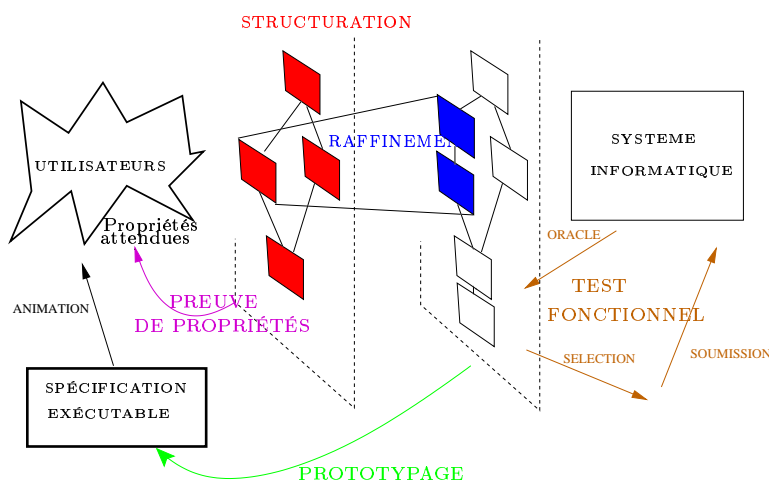 STRUCTURATION
RAFFINEMEN
UTILISATEURS
SYSTEME
INFORMATIQUE
Propriétés
attendues
ORACLE
TEST
FONCTIONNEL
PREUVE
DE PROPRIÉTÉS
ANIMATION
SELECTION
SOUMISSION
SPÉCIFICATION
EXÉCUTABLE
PROTOTYPAGE